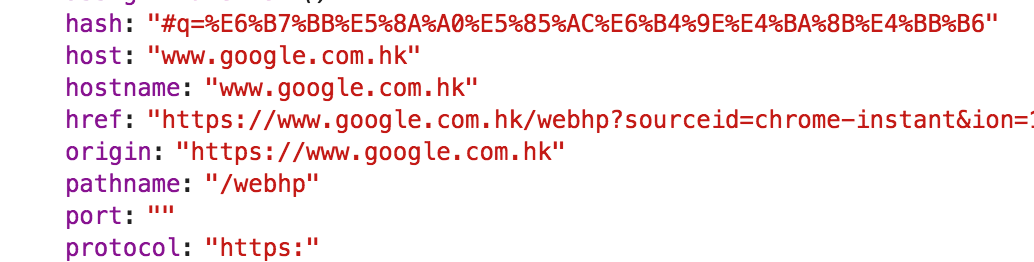 hash: "#q=%E6%B7%BB%E5%8A%A0%E5%85%AC%E6%B4%9E%E4%BA%8B%E4%BB%B6"
host: "www.google.com.hk"
hostname: "www.google.com.hk"
href: "https://www.google.com.hk/webhp?sourceid=chrome-instant&ion=1
origin: "https://www.google.com.hk"
pathname: "/webhp"
port: ""
protocol: "https:"